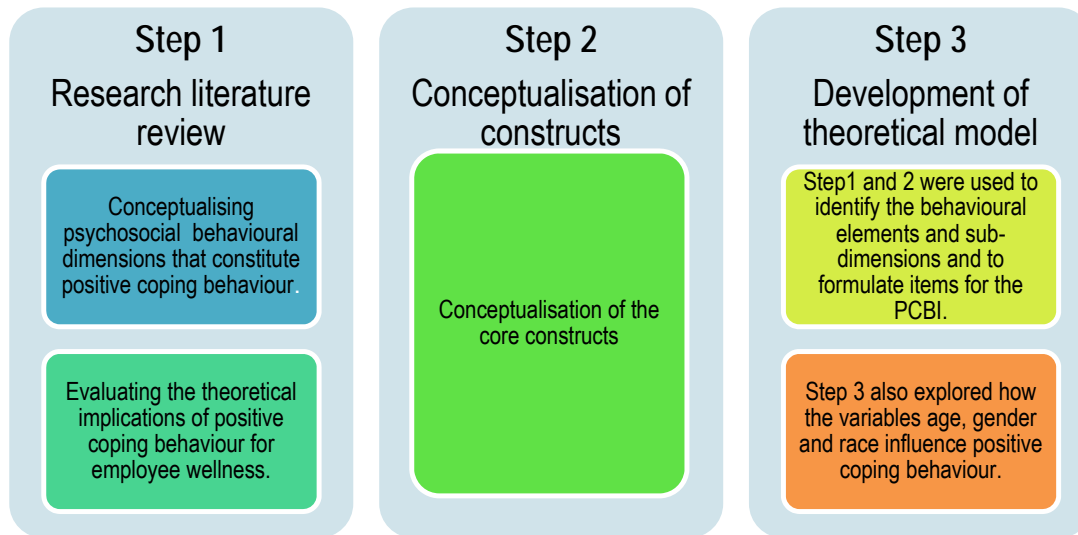 Step 1
Research literature
review
Conceptualising
psychosocial behavioural
dimensions that constitute
positive coping behaviour.
Evaluating the theoretical
implications of positive
coping behaviour for
employee wellness.
Step 2
Conceptualisation of
constructs
Conceptualisation of the
core constructs
Step 3
Development of
theoretical model
Step1 and 2 were used to
identify the behavioural
elements and sub-
dimensions and to
formulate items for the
PCBI.
Step 3 also explored how
the variables age, gender
and race influence positive
coping behaviour.